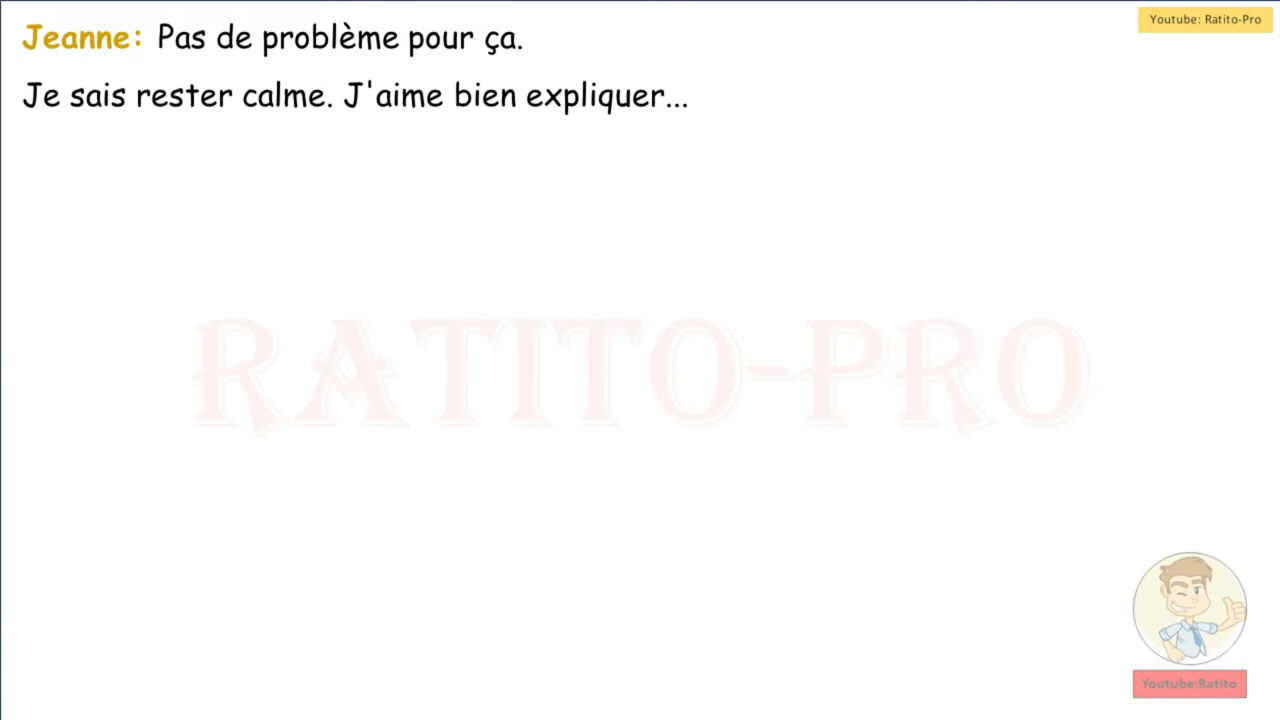 Youtube: Ratito-Pro
Jeanne: Pas de problème pour ça.
Je sais rester calme. J'aime bien expliquer...
RATITO-PRO
Youtube:Ratito